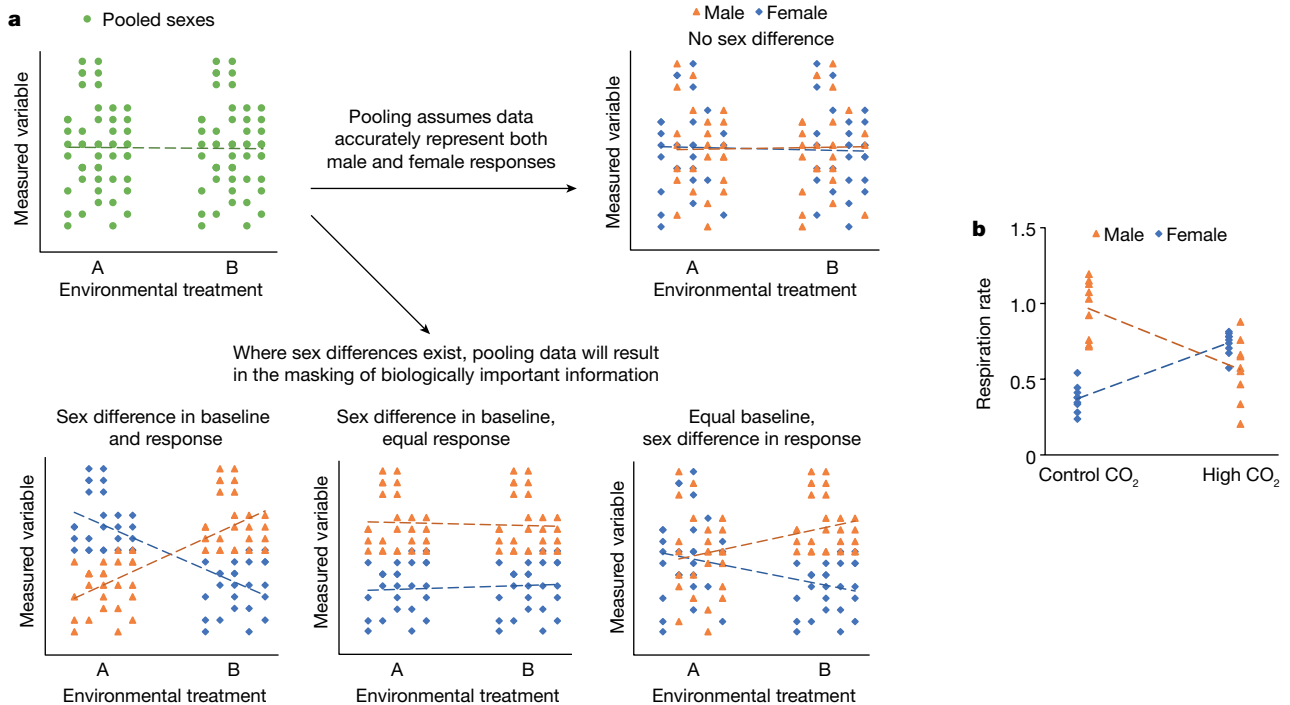 a
Pooled sexes
Measured variable
A
B
Environmental treatment
Pooling assumes data
accurately represent both
male and female responses
Male
Female
No sex difference
Measured variable
A
B
Environmental treatment
Where sex differences exist, pooling data will result
in the masking of biologically important information
Sex difference in baseline
and response
Measured variable
A
B
Environmental treatment
Sex difference in baseline,
equal response
Measured variable
A
B
Environmental treatment
Equal baseline,
sex difference in response
Measured variable
A
B
Environmental treatment
b
Male
Female
Respiration rate
1.5
1.0
0.5
0
Control CO₂
High CO₂